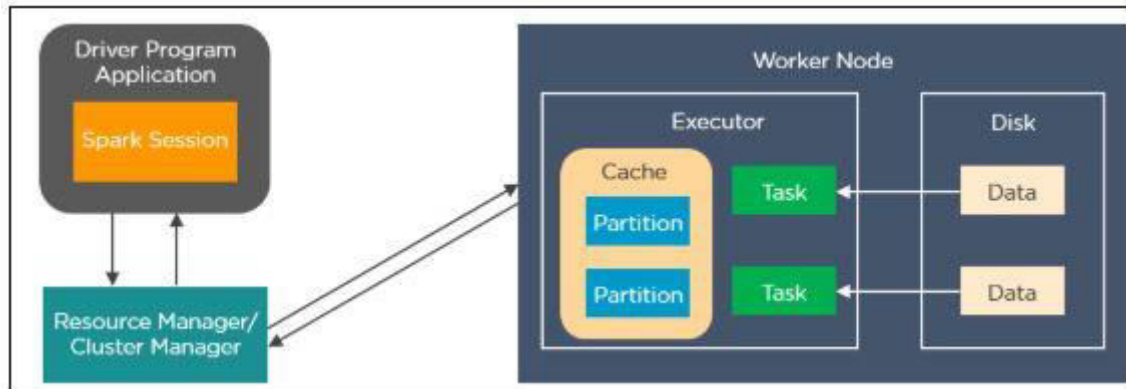 Driver Program
Application
Spark Session
Resource Manager/
Cluster Manager
Worker Node
Executor
Cache
Partition
Partition
Task
Task
Disk
Data
Data